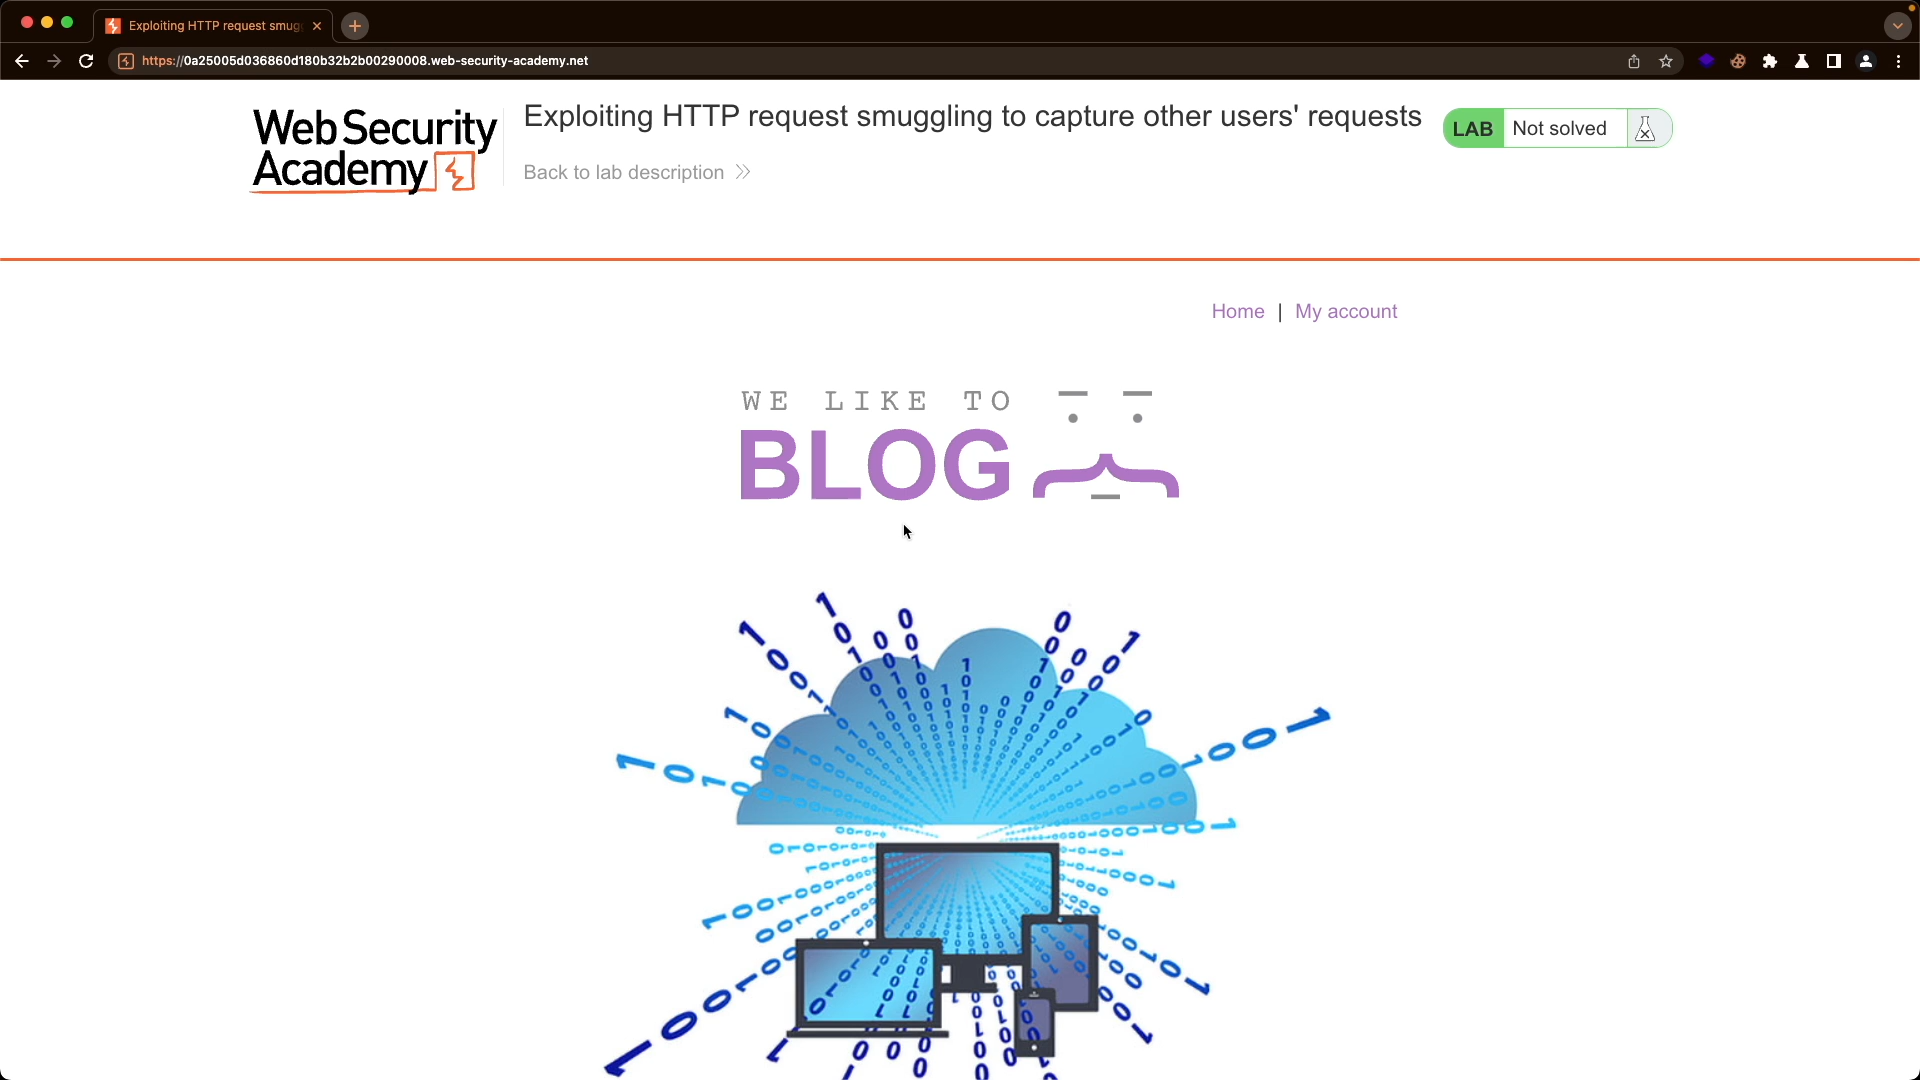 Exploiting HTTP request smug
https://0a25005d036860d180b32b2b00290008.web-security-academy.net
Web Security
Academy
Exploiting HTTP request smuggling to capture other users' requests
LAB Not solved
Back to lab description
Home | My account
WE LIKE TO
BLOG